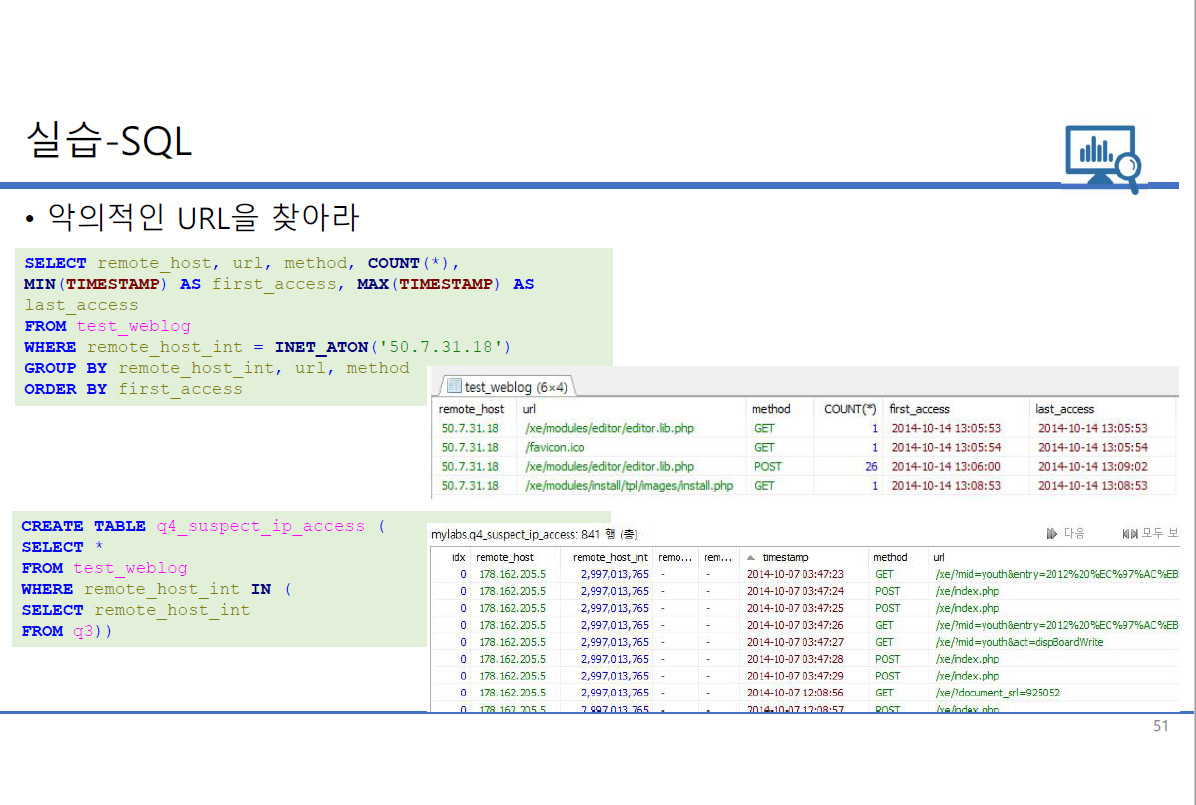 실습-SQL
• 악의적인 URL을 찾아라
SELECT remote_host, url, method, COUNT(*),
MIN(TIMESTAMP) AS first_access, MAX(TIMESTAMP) AS
last_access
FROM test_weblog
WHERE remote_host_int = INET_ATON('50.7.31.18')
GROUP BY remote_host_int, url, method
ORDER BY first_access
test_weblog (6×4)
remote_host url method COUNT(*) first_access last_access
50.7.31.18 /xe/modules/editor/editor.lib.php GET 1 2014-10-14 13:05:53 2014-10-14 13:05:53
50.7.31.18 /favicon.ico GET 1 2014-10-14 13:05:54 2014-10-14 13:05:54
50.7.31.18 /xe/modules/editor/editor.lib.php POST 26 2014-10-14 13:06:00 2014-10-14 13:09:02
50.7.31.18 /xe/modules/install/tpl/images/install.php GET 1 2014-10-14 13:08:53 2014-10-14 13:08:53
CREATE TABLE q4_suspect_ip_access (
SELECT *
FROM test_weblog
WHERE remote_host_int IN (
SELECT remote_host_int
FROM q3))
mylabs.q4_suspect_ip_access: 841 행 (총) 다음 모두 보
idx remote_host remote_host_int remo... rem... timestamp method url
0 178.162.205.5 2,997,013,765 - - 2014-10-07 03:47:23 GET /xe/?mid=youth&entry=2012%20%EC%97%AC%EB
0 178.162.205.5 2,997,013,765 - - 2014-10-07 03:47:24 POST /xe/index.php
0 178.162.205.5 2,997,013,765 - - 2014-10-07 03:47:25 POST /xe/index.php
0 178.162.205.5 2,997,013,765 - - 2014-10-07 03:47:26 GET /xe/?mid=youth&entry=2012%20%EC%97%AC%EB
0 178.162.205.5 2,997,013,765 - - 2014-10-07 03:47:27 GET /xe/?mid=youth&act=dispBoardWrite
0 178.162.205.5 2,997,013,765 - - 2014-10-07 03:47:28 POST /xe/index.php
0 178.162.205.5 2,997,013,765 - - 2014-10-07 03:47:29 POST /xe/index.php
0 178.162.205.5 2,997,013,765 - - 2014-10-07 12:08:56 GET /xe/?document_srl=925052
0 178.162.205.5 2,997,013,765 - - 2014-10-07 12:08:57 POST /xe/index.php
51